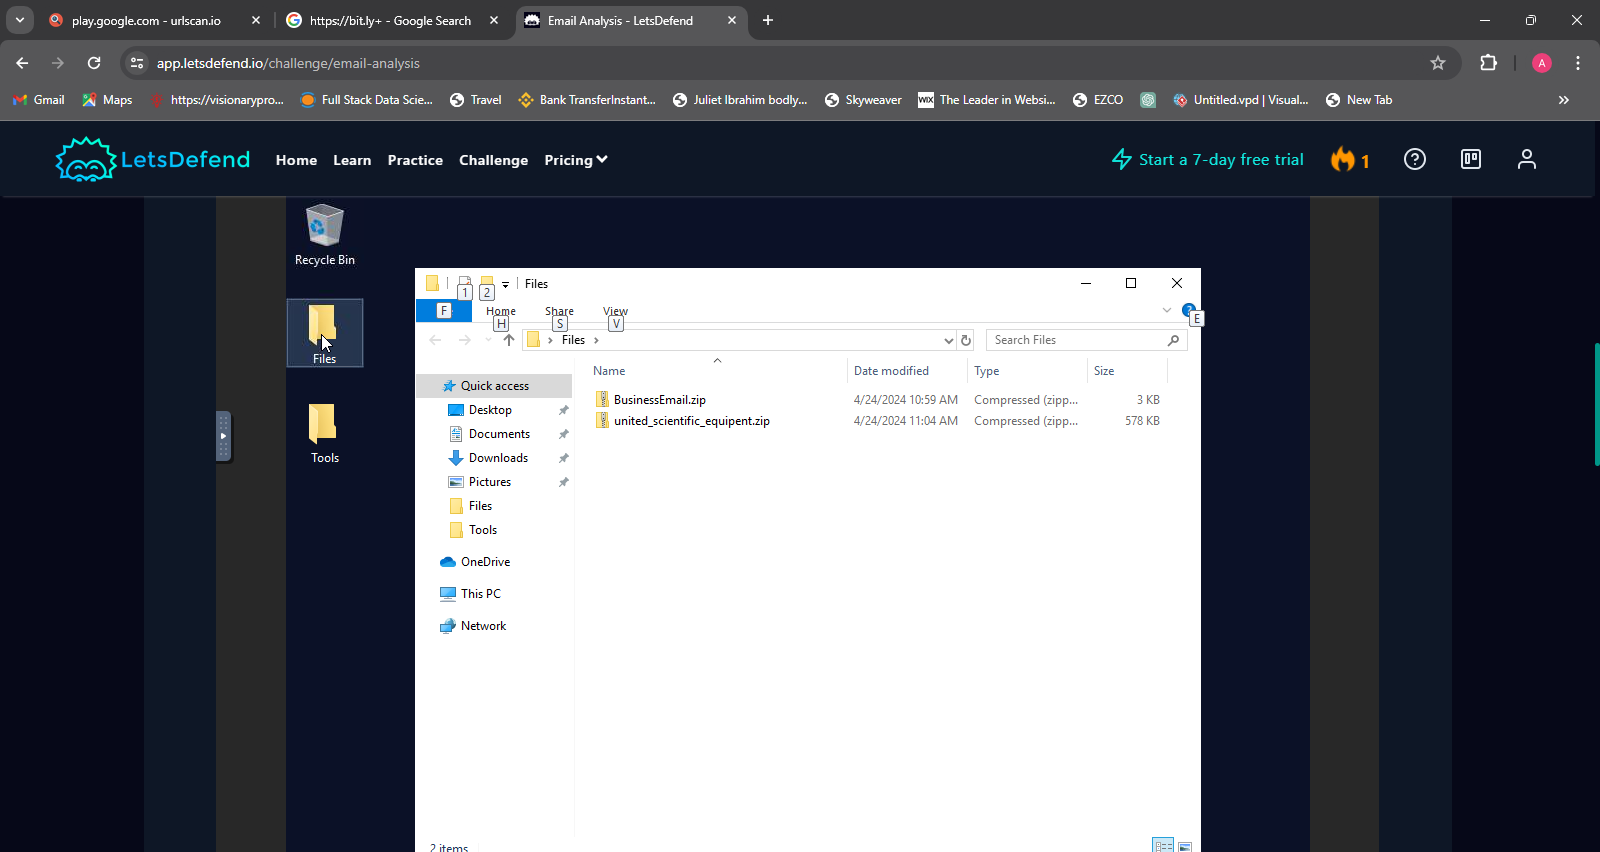 play.google.com - urlscan.io
https://bit.ly+ - Google Search
Email Analysis - LetsDefend
app.letsdefend.io/challenge/email-analysis
A
Gmail
Maps
https://visionarypro...
Full Stack Data Scie...
Travel
Bank TransferInstant...
Juliet Ibrahim bodly...
Skyweaver
WIX
The Leader in Websi...
EZCO
Untitled.vpd | Visual...
New Tab
LetsDefend
Home
Learn
Practice
Challenge
Pricing
Start a 7-day free trial
1
Recycle Bin
Files
Tools
1
2
Files
F
Home
Share
View
H
S
V
E
Files
Search Files
Name
Date modified
Type
Size
Quick access
Desktop
Documents
Downloads
Pictures
Files
Tools
OneDrive
This PC
Network
BusinessEmail.zip
4/24/2024 10:59 AM
Compressed (zipp...
3 KB
united_scientific_equipent.zip
4/24/2024 11:04 AM
Compressed (zipp...
578 KB
2 items